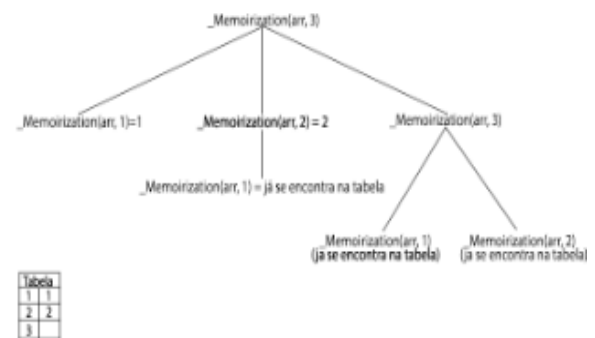 _Memoirization(arr, 3)
_Memoirization(arr, 1)=1
_Memoirization(arr, 2) = 2
_Memoirization(arr, 3)
_Memoirization(arr, 1) = já se encontra na tabela
_Memoirization(arr, 1)
(ja se encontra na tabela)
_Memoirization(arr, 2)
(ja se encontra na tabela)
Tabela
1 1
2 2
3